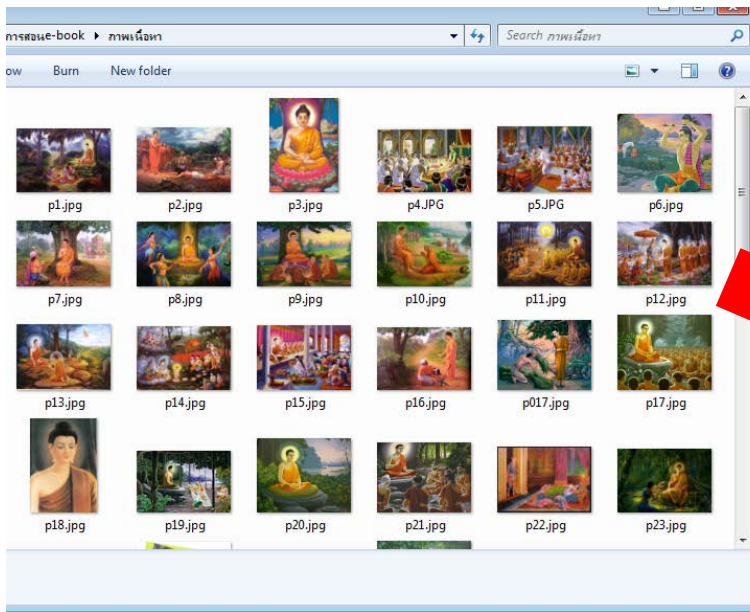 การสอนe-book ▸ ภาพเนื้อหา
Search ภาพเนื้อหา
Burn New folder
p1.jpg p2.jpg p3.jpg p4.JPG p5.JPG p6.jpg
p7.jpg p8.jpg p9.jpg p10.jpg p11.jpg p12.jpg
p13.jpg p14.jpg p15.jpg p16.jpg p017.jpg p17.jpg
p18.jpg p19.jpg p20.jpg p21.jpg p22.jpg p23.jpg